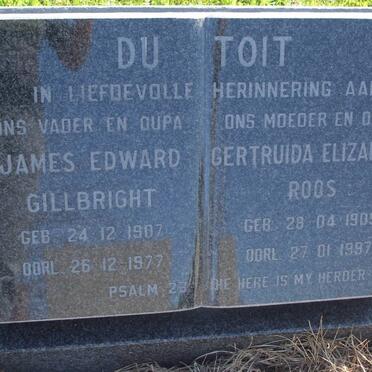 DU TOIT
IN LIEFDEVOLLE HERINNERING AAN
ONS VADER EN OUPA
JAMES EDWARD
GILLBRIGHT
GEB. 24-12-1907
OORL. 26-12-1977
ONS MOEDER EN
GERTRUIDA
ROOS
GEB. 28-04-1909
OORL. 27-01-1997
PSALM 23 DIE HERE IS MY HERDER